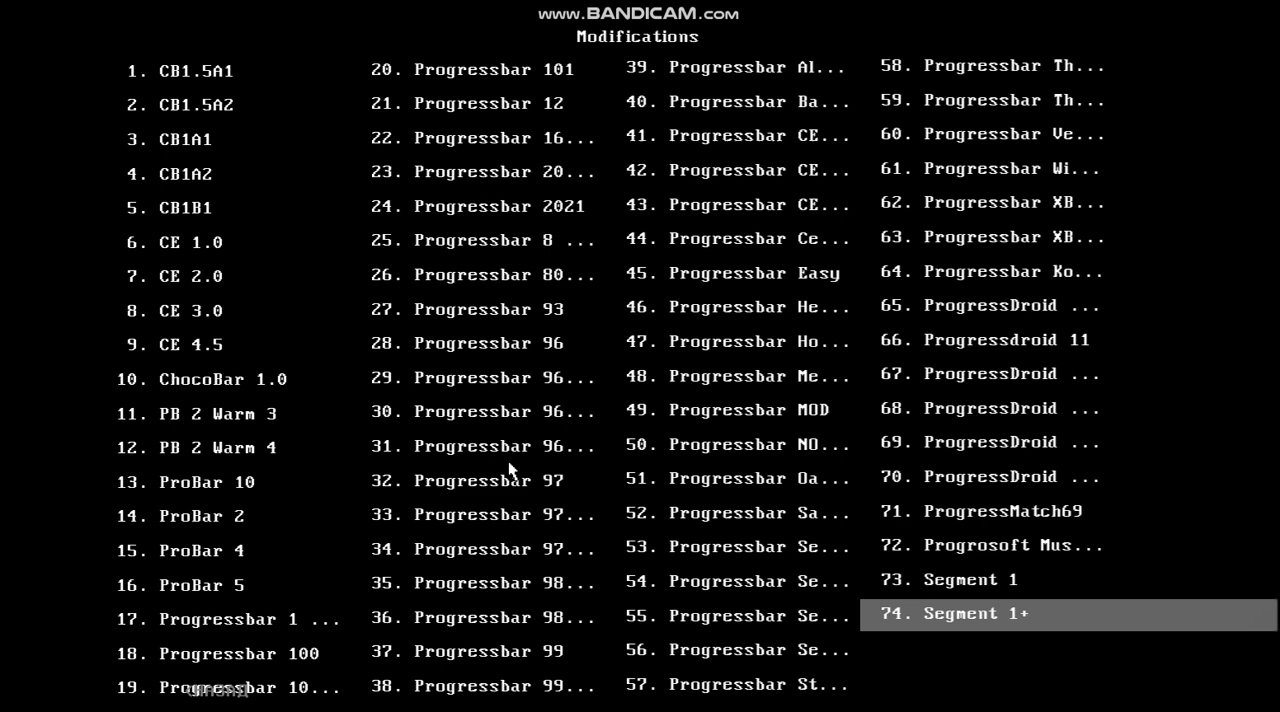 www.BANDICAM.com
Modifications
1. CB1.5A1
2. CB1.5A2
3. CB1A1
4. CB1A2
5. CB1B1
6. CE 1.0
7. CE 2.0
8. CE 3.0
9. CE 4.5
10. ChocoBar 1.0
11. PB 2 Warm 3
12. PB 2 Warm 4
13. ProBar 10
14. ProBar 2
15. ProBar 4
16. ProBar 5
17. Progressbar 1 ...
18. Progressbar 100
19. Progressbar 10...
20. Progressbar 101
21. Progressbar 12
22. Progressbar 16...
23. Progressbar 20...
24. Progressbar 2021
25. Progressbar 8 ...
26. Progressbar 80...
27. Progressbar 93
28. Progressbar 96
29. Progressbar 96...
30. Progressbar 96...
31. Progressbar 96...
32. Progressbar 97
33. Progressbar 97...
34. Progressbar 97...
35. Progressbar 98...
36. Progressbar 98...
37. Progressbar 99
38. Progressbar 99...
39. Progressbar Al...
40. Progressbar Ba...
41. Progressbar CE...
42. Progressbar CE...
43. Progressbar CE...
44. Progressbar Ce...
45. Progressbar Easy
46. Progressbar He...
47. Progressbar Ho...
48. Progressbar Me...
49. Progressbar MOD
50. Progressbar NO...
51. Progressbar Oa...
52. Progressbar Sa...
53. Progressbar Se...
54. Progressbar Se...
55. Progressbar Se...
56. Progressbar Se...
57. Progressbar St...
58. Progressbar Th...
59. Progressbar Th...
60. Progressbar Ve...
61. Progressbar Wi...
62. Progressbar XB...
63. Progressbar XB...
64. Progressbar Ko...
65. ProgressDroid ...
66. Progressdroid 11
67. ProgressDroid ...
68. ProgressDroid ...
69. ProgressDroid ...
70. ProgressDroid ...
71. ProgressMatch69
72. Progrosoft Mus...
73. Segment 1
74. Segment 1+